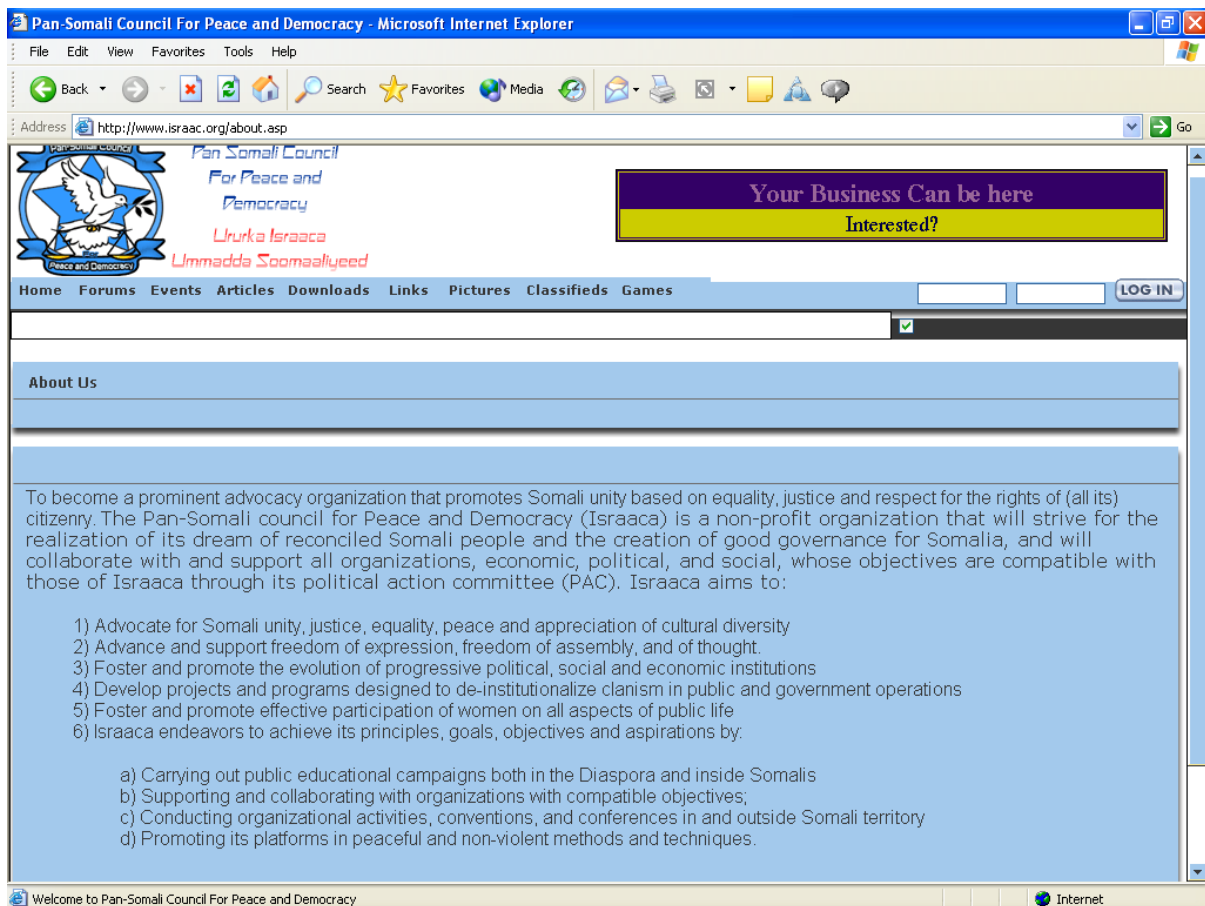 Pan-Somali Council For Peace and Democracy - Microsoft Internet Explorer
File Edit View Favorites Tools Help
Back Search Favorites Media
Address http://www.israac.org/about.asp Go
Pan-Somali Council
For
Peace and Democracy
Pan Somali Council
For Peace and
Democracy
Ururka Israaca
Ummadda Soomaaliyeed
Your Business Can be here
Interested?
Home Forums Events Articles Downloads Links Pictures Classifieds Games LOG IN
About Us
To become a prominent advocacy organization that promotes Somali unity based on equality, justice and respect for the rights of (all its)
citizenry. The Pan-Somali council for Peace and Democracy (Israaca) is a non-profit organization that will strive for the
realization of its dream of reconciled Somali people and the creation of good governance for Somalia, and will
collaborate with and support all organizations, economic, political, and social, whose objectives are compatible with
those of Israaca through its political action committee (PAC). Israaca aims to:
1) Advocate for Somali unity, justice, equality, peace and appreciation of cultural diversity
2) Advance and support freedom of expression, freedom of assembly, and of thought.
3) Foster and promote the evolution of progressive political, social and economic institutions
4) Develop projects and programs designed to de-institutionalize clanism in public and government operations
5) Foster and promote effective participation of women on all aspects of public life
6) Israaca endeavors to achieve its principles, goals, objectives and aspirations by:
a) Carrying out public educational campaigns both in the Diaspora and inside Somalis
b) Supporting and collaborating with organizations with compatible objectives;
c) Conducting organizational activities, conventions, and conferences in and outside Somali territory
d) Promoting its platforms in peaceful and non-violent methods and techniques.
Welcome to Pan-Somali Council For Peace and Democracy Internet